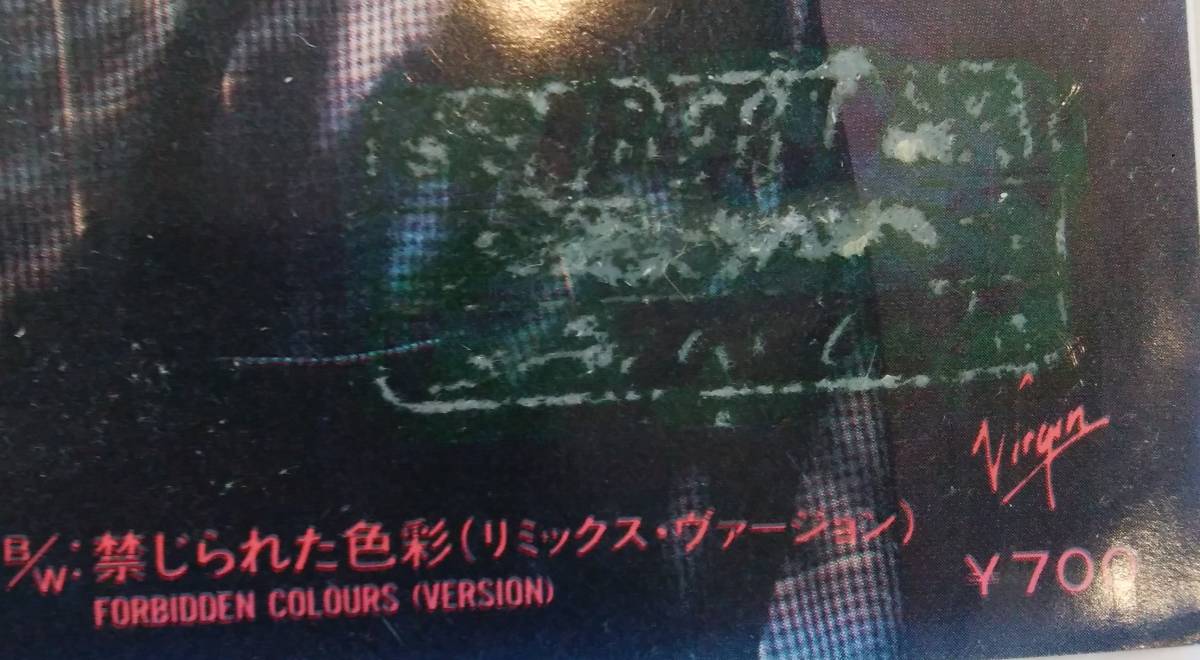 Virgin
B/W:禁じられた色彩(リミックス・ヴァージョン)
FORBIDDEN COLOURS (VERSION)
¥700